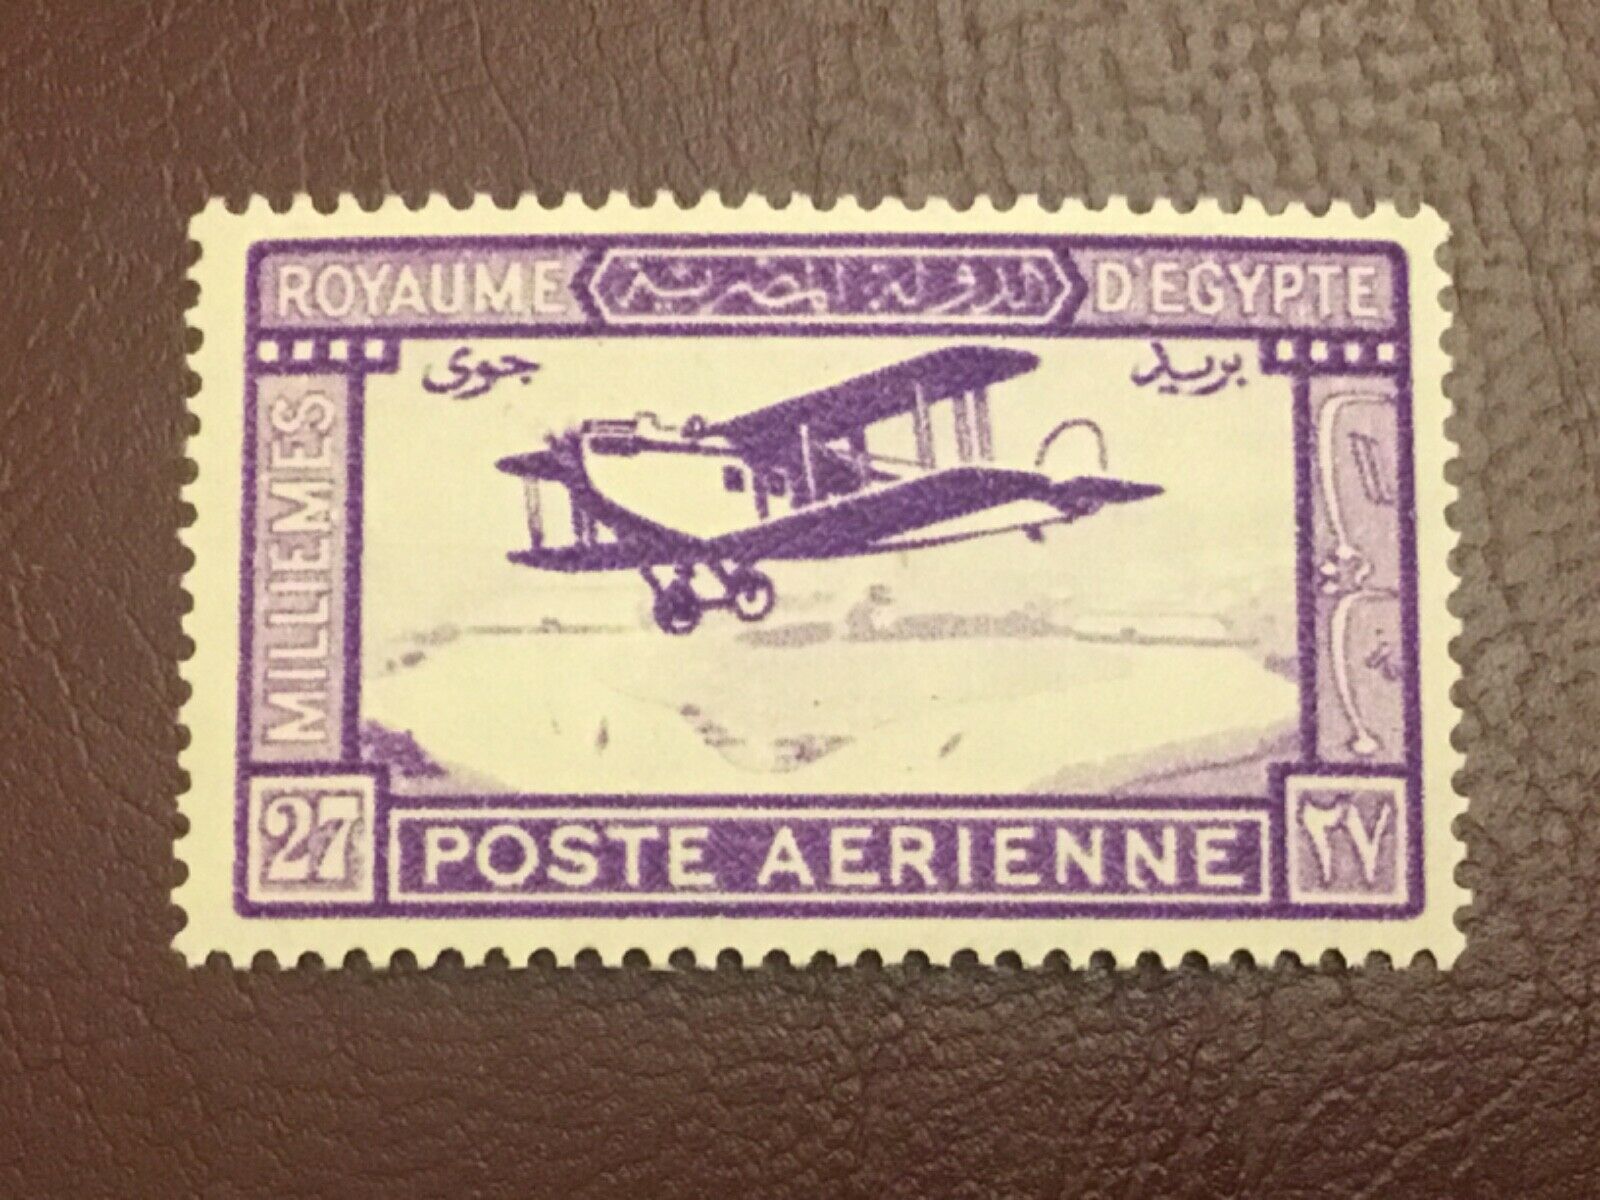 ROYAUME الدولة المصرية D'EGYPTE
بريد جوى
MILLIEMES
27 POSTE AERIENNE ٢٧